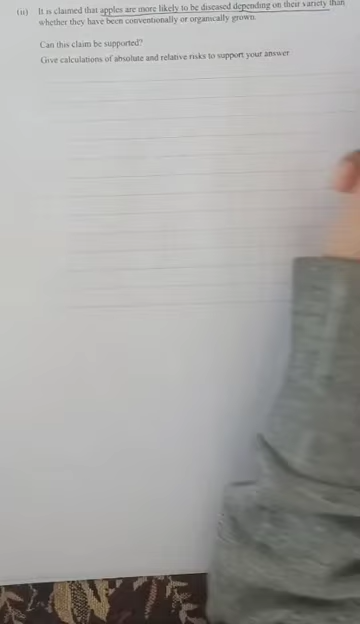 (ii) It is claimed that apples are more likely to be diseased depending on their variety than
whether they have been conventionally or organically grown.
Can this claim be supported?
Give calculations of absolute and relative risks to support your answer